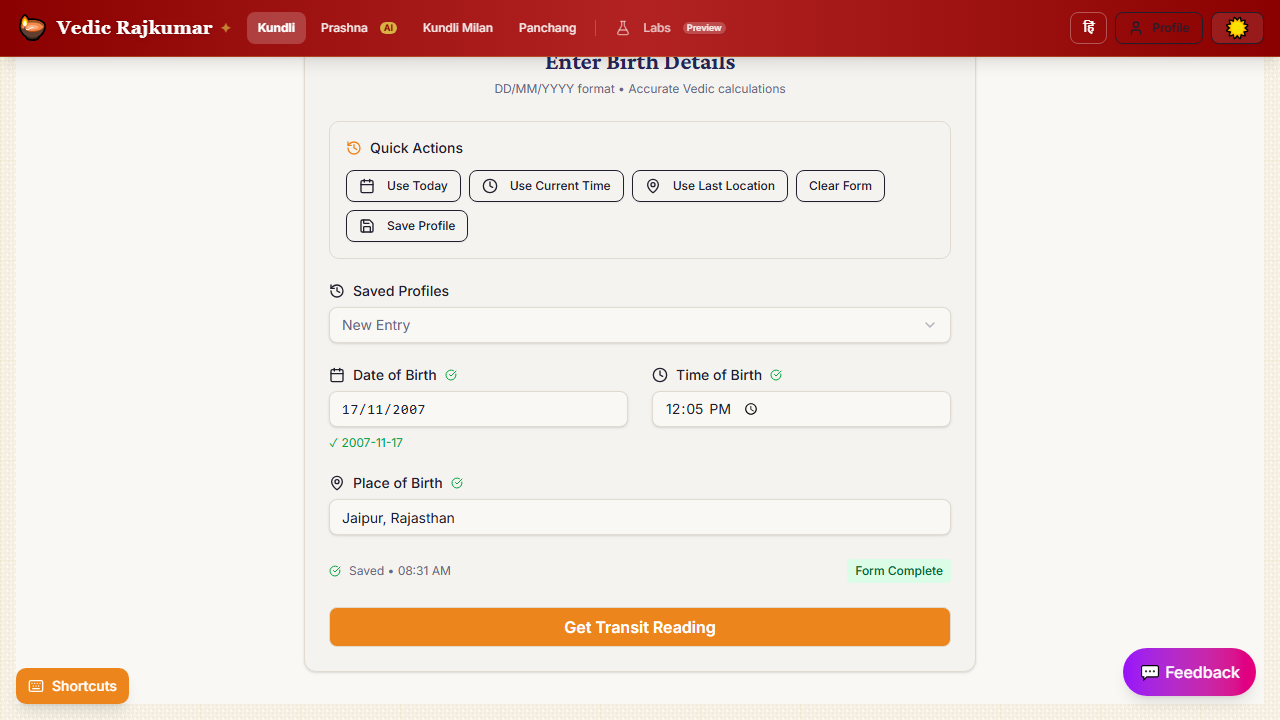 Vedic Rajkumar
Kundli
Prashna AI
Kundli Milan
Panchang
Labs Preview
हिं
Profile
Enter Birth Details
DD/MM/YYYY format • Accurate Vedic calculations
Quick Actions
Use Today
Use Current Time
Use Last Location
Clear Form
Save Profile
Saved Profiles
New Entry
Date of Birth
Time of Birth
17/11/2007
12:05 PM
✓ 2007-11-17
Place of Birth
Jaipur, Rajasthan
Saved • 08:31 AM
Form Complete
Get Transit Reading
Shortcuts
Feedback